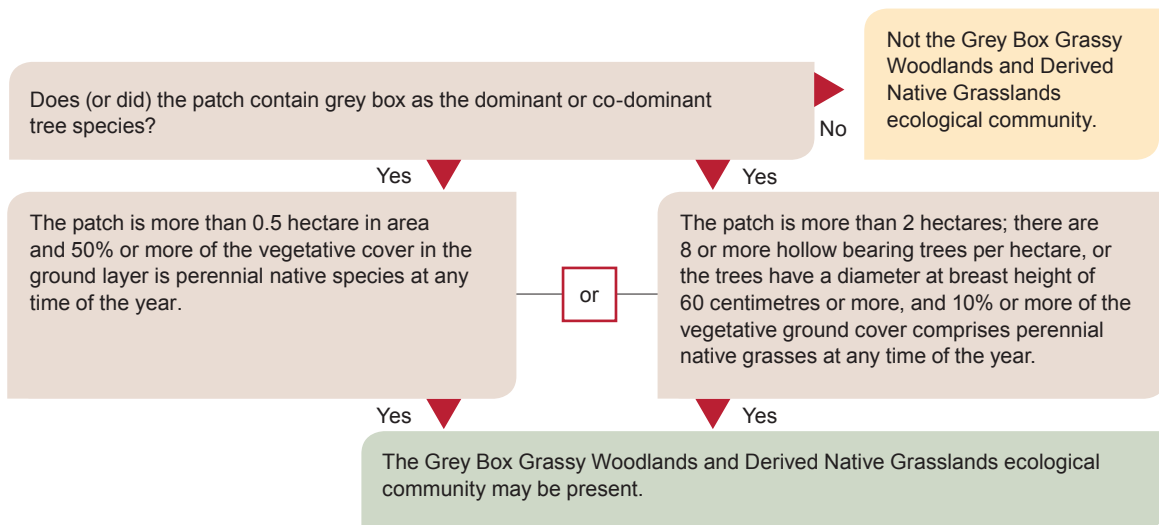 Does (or did) the patch contain grey box as the dominant or co-dominant
tree species?
No
Not the Grey Box Grassy
Woodlands and Derived
Native Grasslands
ecological community.
Yes
Yes
The patch is more than 0.5 hectare in area
and 50% or more of the vegetative cover in the
ground layer is perennial native species at any
time of the year.
or
The patch is more than 2 hectares; there are
8 or more hollow bearing trees per hectare, or
the trees have a diameter at breast height of
60 centimetres or more, and 10% or more of the
vegetative ground cover comprises perennial
native grasses at any time of the year.
Yes
Yes
The Grey Box Grassy Woodlands and Derived Native Grasslands ecological
community may be present.